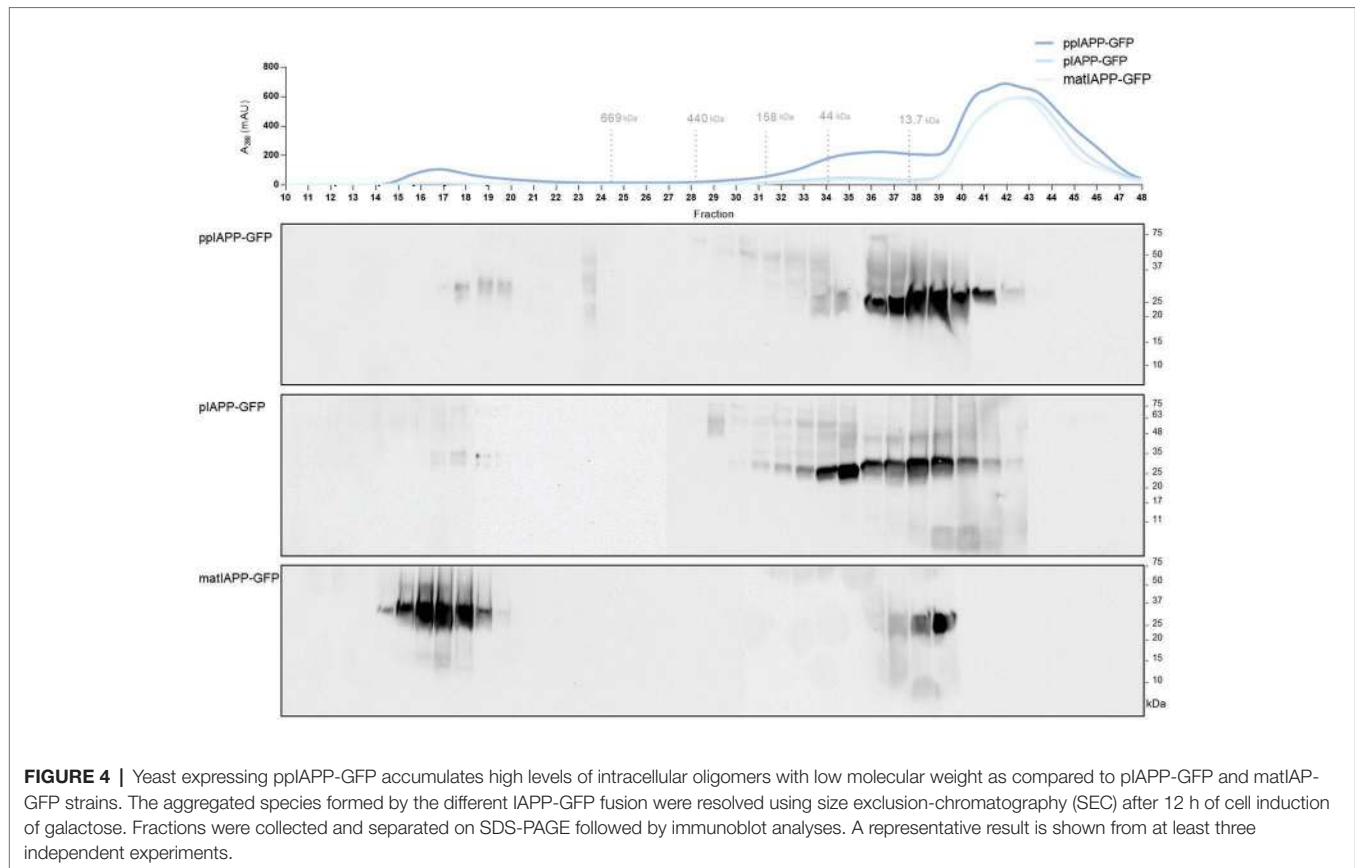 ppIAPP-GFP
pIAPP-GFP
matIAPP-GFP
800
600
400
200
0
A280 (mAU)
669 kDa
440 kDa
158 kDa
44 kDa
13.7 kDa
10 11 12 13 14 15 16 17 18 19 20 21 22 23 24 25 26 27 28 29 30 31 33 34 35 36 37 38 39 40 41 42 43 44 45 46 47 48
Fraction
ppIAPP-GFP
75
50
37
25
20
15
10
pIAPP-GFP
75
63
48
35
25
20
17
11
matIAPP-GFP
75
50
37
25
20
15
10
kDa
FIGURE 4 | Yeast expressing ppIAPP-GFP accumulates high levels of intracellular oligomers with low molecular weight as compared to pIAPP-GFP and matIAP-
GFP strains. The aggregated species formed by the different IAPP-GFP fusion were resolved using size exclusion-chromatography (SEC) after 12 h of cell induction
of galactose. Fractions were collected and separated on SDS-PAGE followed by immunoblot analyses. A representative result is shown from at least three
independent experiments.